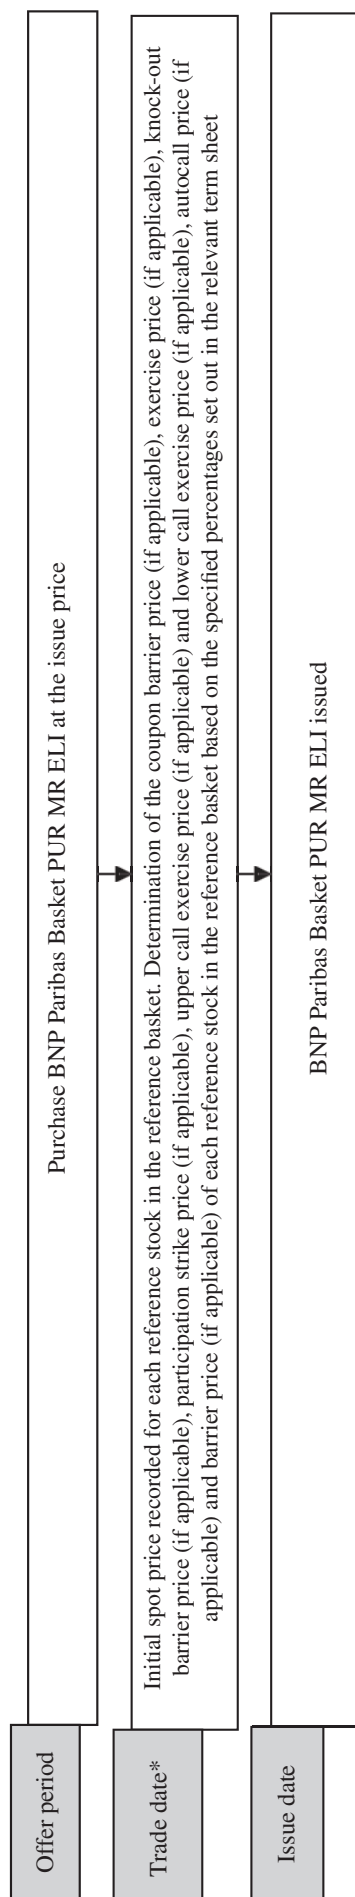 Offer period
Purchase BNP Paribas Basket PUR MR ELI at the issue price
Trade date*
Initial spot price recorded for each reference stock in the reference basket. Determination of the coupon barrier price (if applicable), exercise price (if applicable), knock-out
barrier price (if applicable), participation strike price (if applicable), upper call exercise price (if applicable) and lower call exercise price (if applicable), autocall price (if
applicable) and barrier price (if applicable) of each reference stock in the reference basket based on the specified percentages set out in the relevant term sheet
Issue date
BNP Paribas Basket PUR MR ELI issued